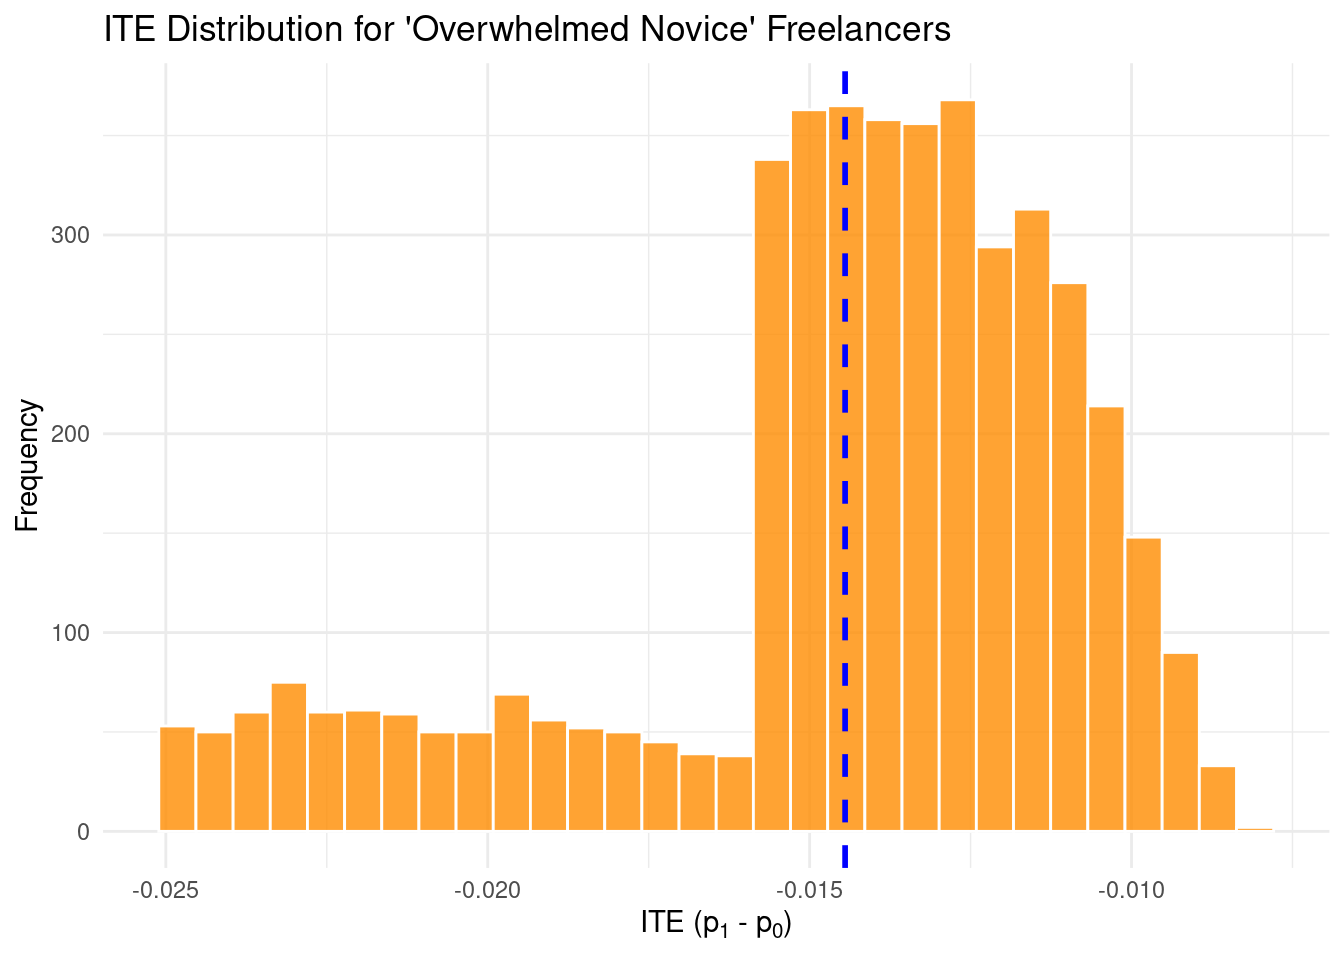 ITE Distribution for 'Overwhelmed Novice' Freelancers
Frequency
300
200
100
0
-0.025 -0.020 -0.015 -0.010
ITE (p₁ - p₀)